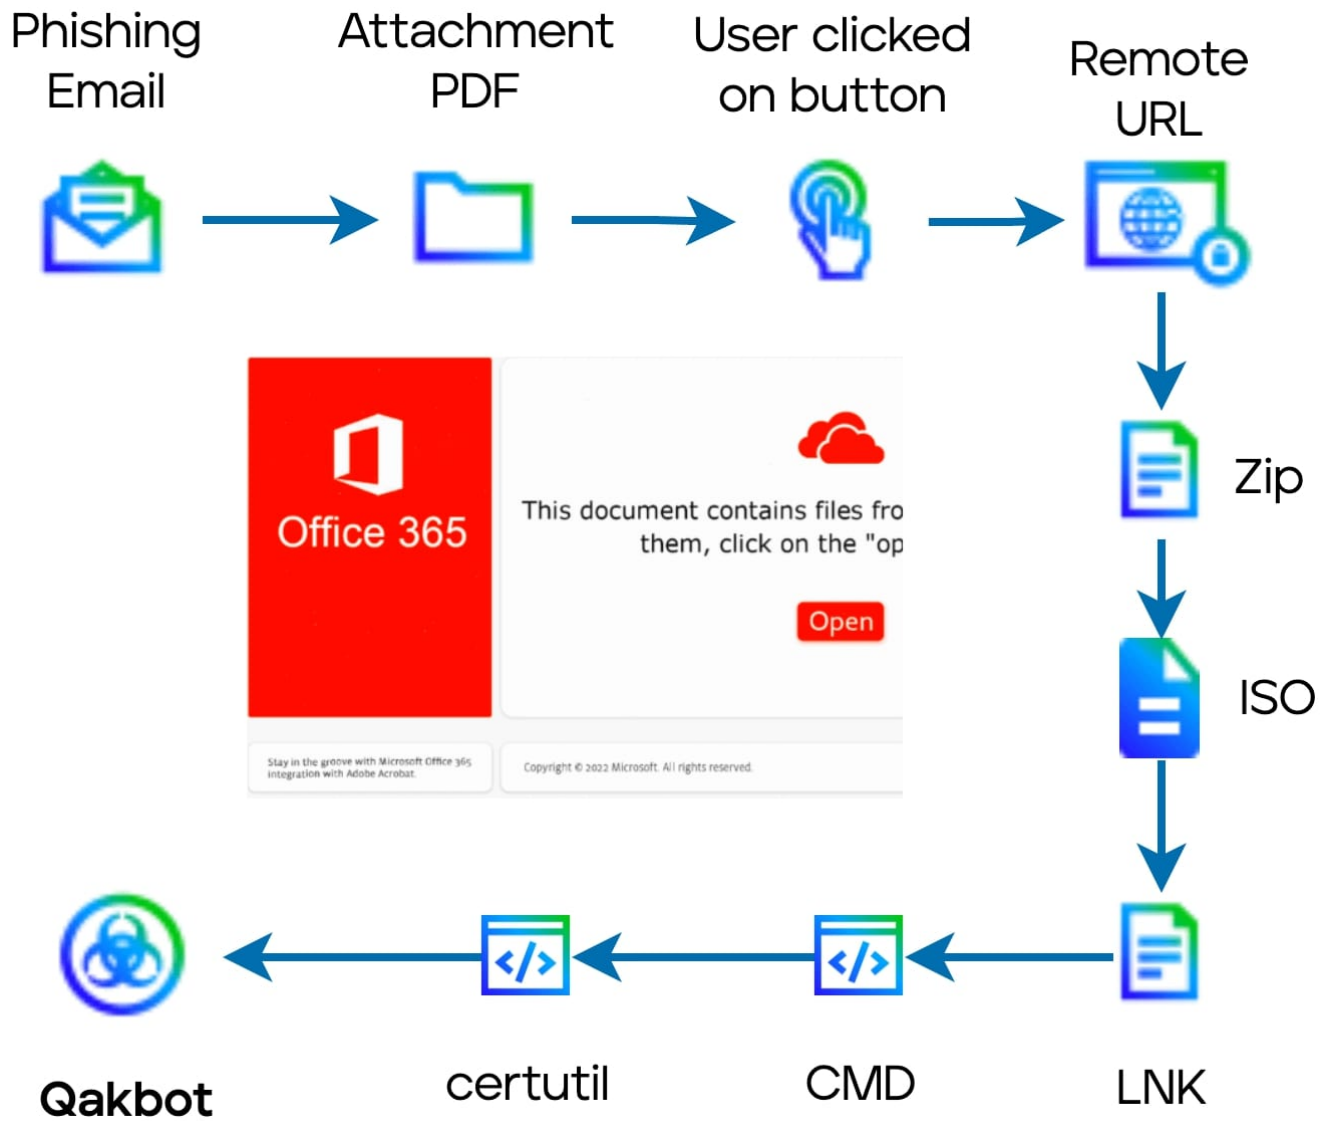 Phishing
Email
Attachment
PDF
User clicked
on button
Remote
URL
Office 365
This document contains files fro
them, click on the "op
Open
Stay in the groove with Microsoft Office 365
integration with Adobe Acrobat.
Copyright © 2022 Microsoft. All rights reserved.
Zip
ISO
LNK
CMD
certutil
Qakbot